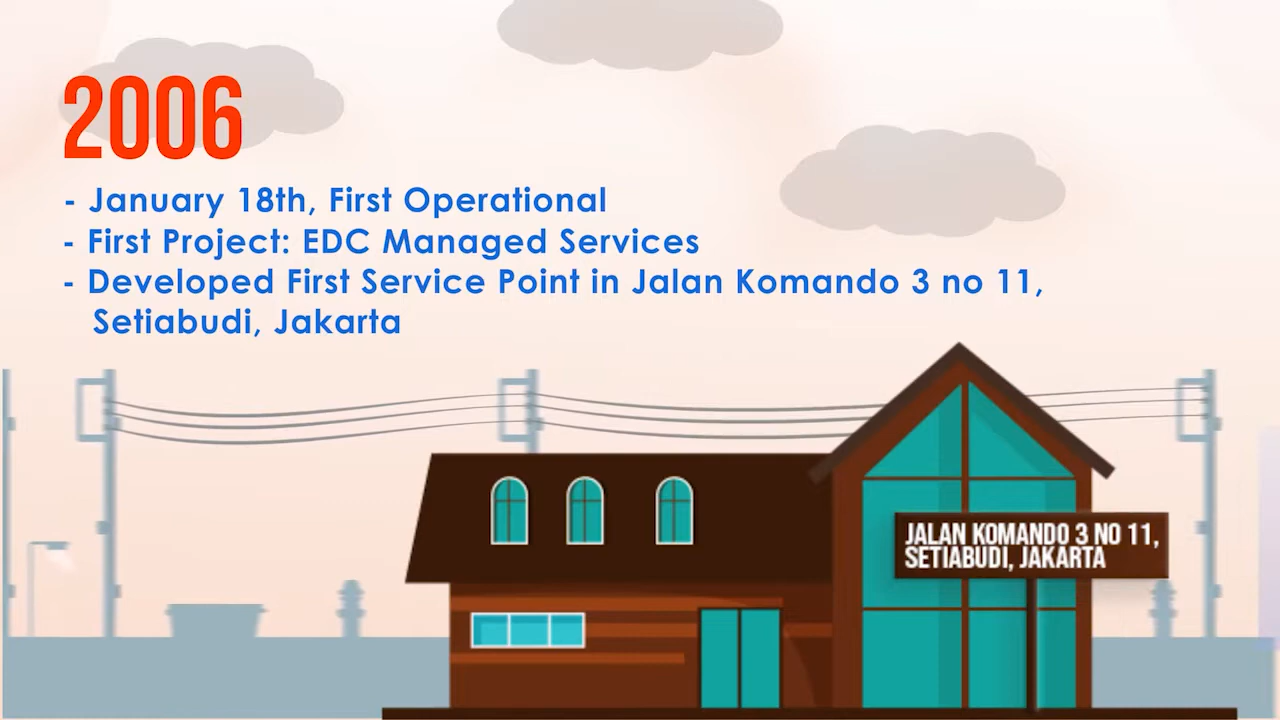 2006
- January 18th, First Operational
- First Project: EDC Managed Services
- Developed First Service Point in Jalan Komando 3 no 11,
Setiabudi, Jakarta
JALAN KOMANDO 3 NO 11,
SETIABUDI, JAKARTA